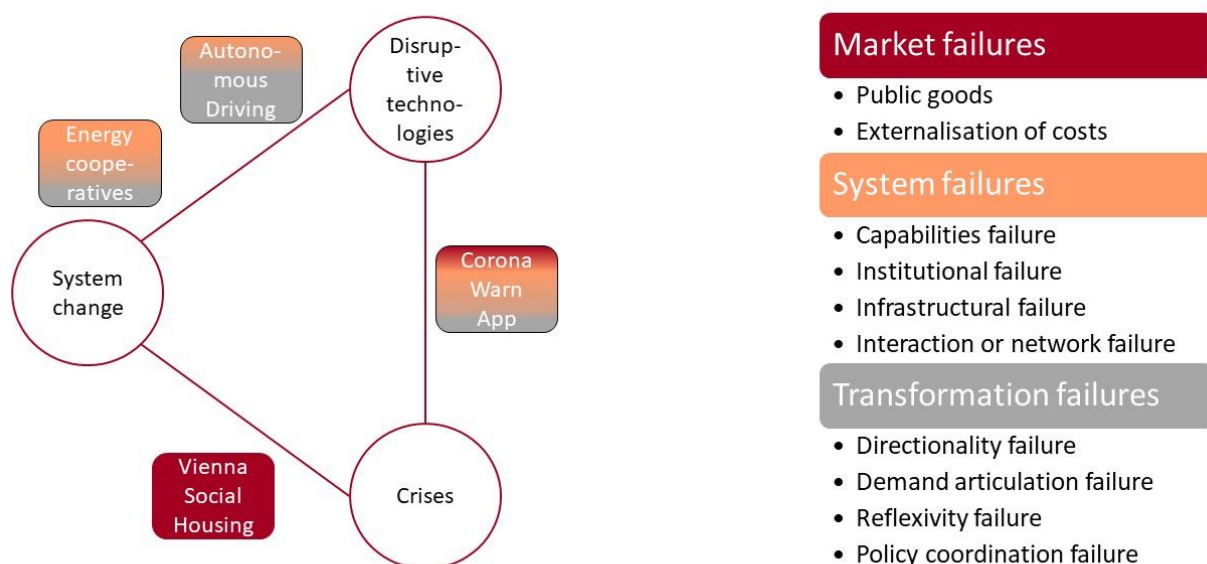 Autono-
mous
Driving
Disrup-
tive
techno-
logies
Energy
coope-
ratives
System
change
Corona
Warn
App
Vienna
Social
Housing
Crises
Market failures
• Public goods
• Externalisation of costs
System failures
• Capabilities failure
• Institutional failure
• Infrastructural failure
• Interaction or network failure
Transformation failures
• Directionality failure
• Demand articulation failure
• Reflexivity failure
• Policy coordination failure